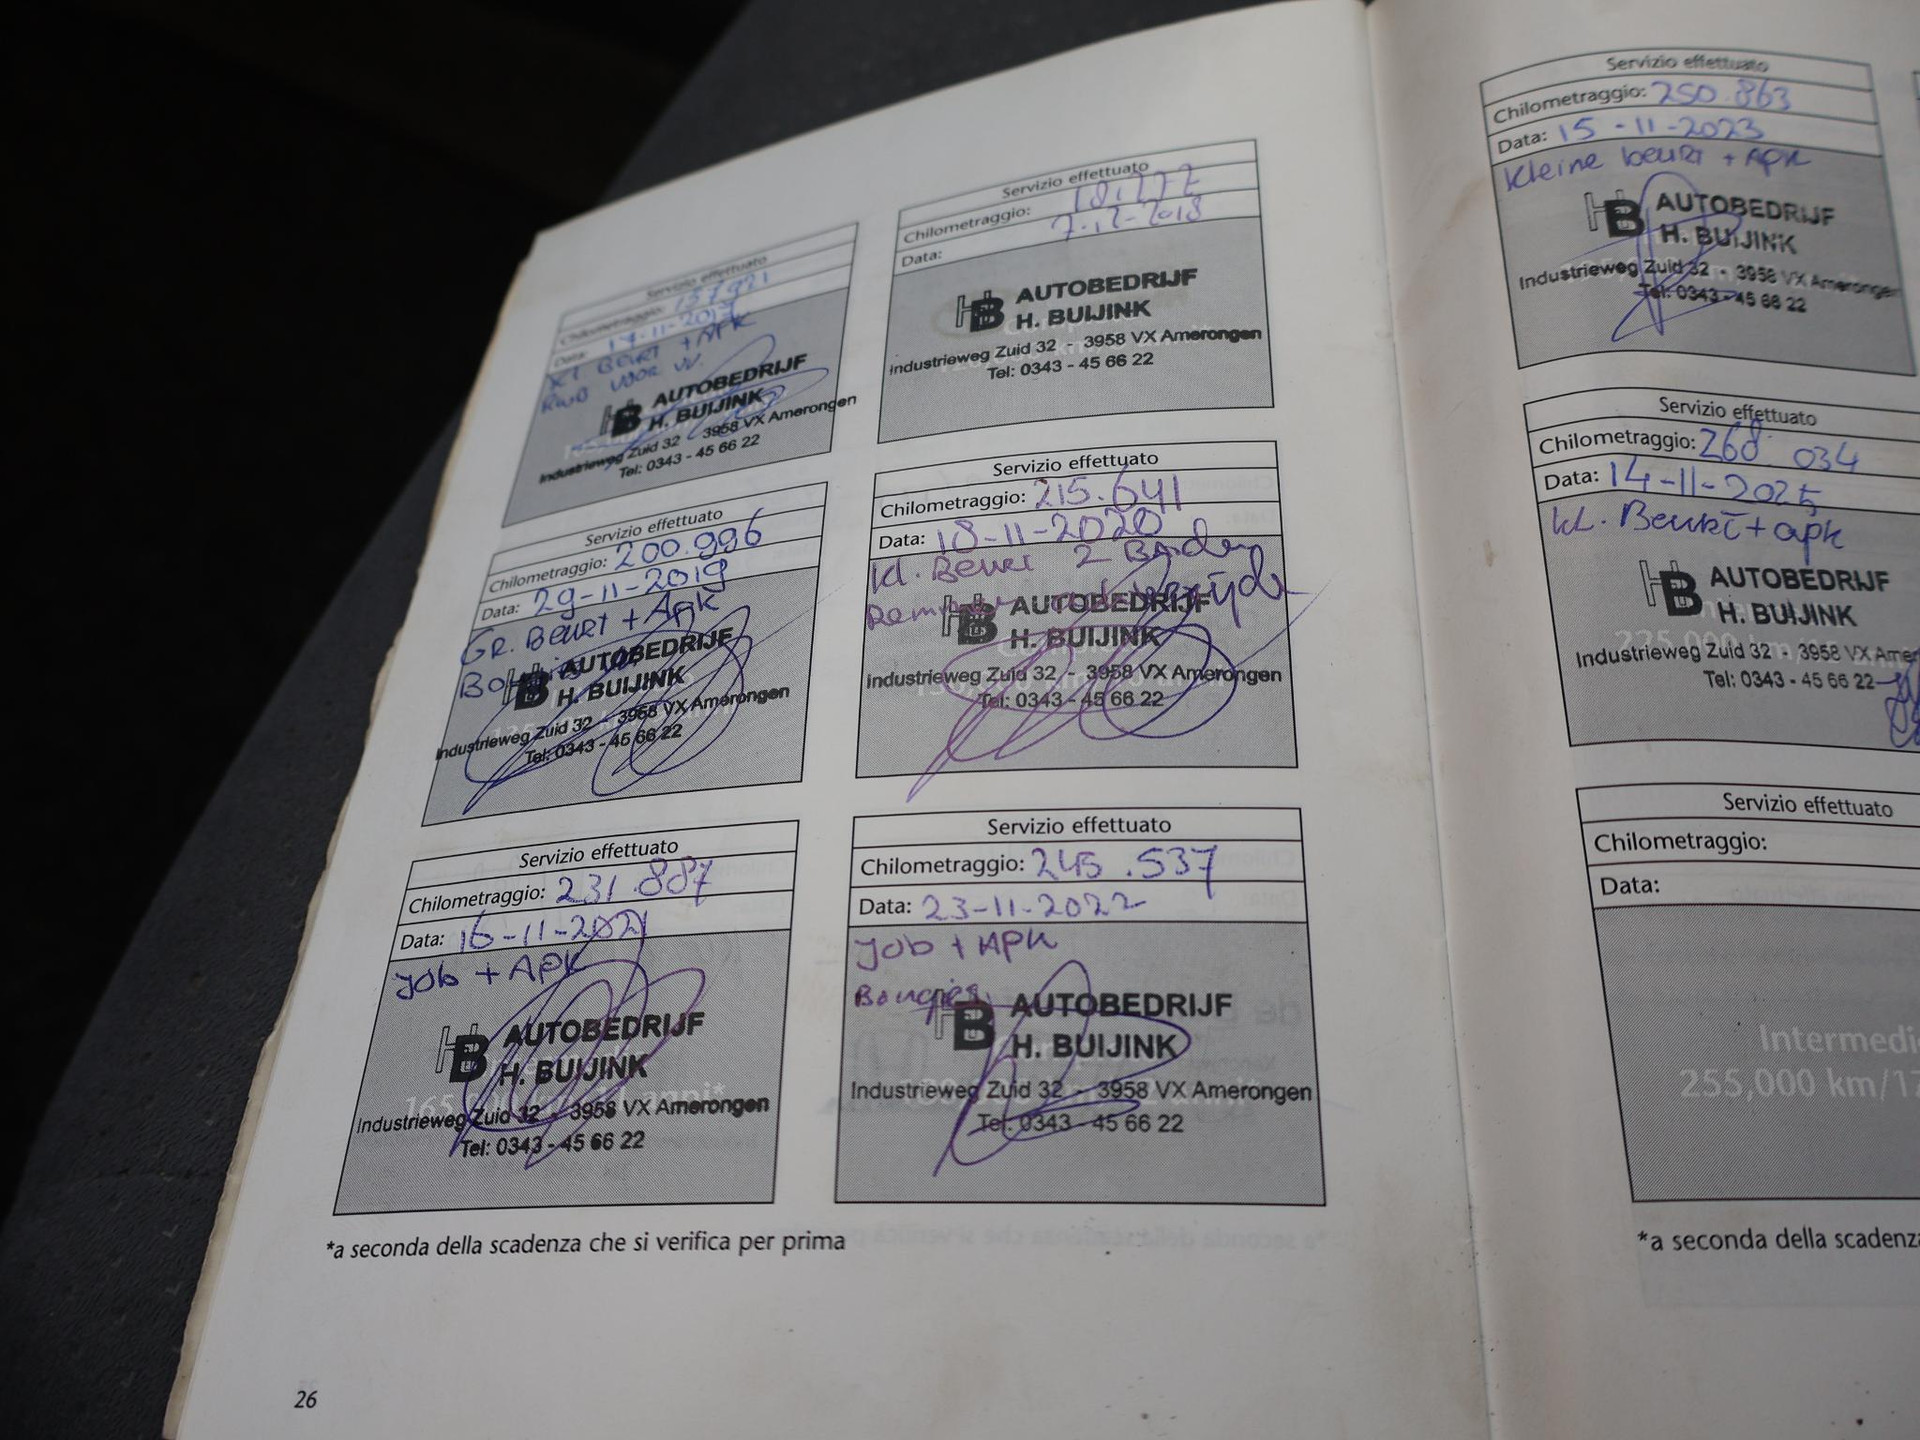 Servizio effettuato
Chilometraggio:
Data: 17-11-2017
Kl Beurt + APK
voor
AUTOBEDRIJF
H. BUIJINK
Industrieweg Zuid 32 - 3958 VX Amerongen
Tel: 0343 - 45 66 22
Servizio effettuato
Chilometraggio:
7-12-2018
Data:
AUTOBEDRIJF
H. BUIJINK
Industrieweg Zuid 32 - 3958 VX Amerongen
Tel: 0343 - 45 66 22
Servizio effettuato
Chilometraggio: 200.996
Data: 29-11-2019
GR. Beurt + Apk
AUTOBEDRIJF
H. BUIJINK
Industrieweg Zuid 32 - 3958 VX Amerongen
Tel: 0343 - 45 66 22
Servizio effettuato
Chilometraggio: 215.641
Data: 18-11-2020
Kl. Beurt 2 Banden
AUTOBEDRIJF
H. BUIJINK
Industrieweg Zuid 32 - 3958 VX Amerongen
Tel: 0343 - 45 66 22
Servizio effettuato
Chilometraggio: 231.887
Data: 16-11-2021
Job + APK
AUTOBEDRIJF
H. BUIJINK
Industrieweg Zuid 32 - 3958 VX Amerongen
Tel: 0343 - 45 66 22
Servizio effettuato
Chilometraggio: 245.537
Data: 23-11-2022
Job + APK
Bougies
AUTOBEDRIJF
H. BUIJINK
Industrieweg Zuid 32 - 3958 VX Amerongen
Tel: 0343 - 45 66 22
*a seconda della scadenza che si verifica per prima
26
Servizio effettuato
Chilometraggio: 250.863
Data: 15-11-2023
Kleine beurt + APK
AUTOBEDRIJF
H. BUIJINK
Industrieweg Zuid 32 - 3958 VX Amerongen
Tel: 0343 - 45 66 22
Servizio effettuato
Chilometraggio: 268.034
Data: 14-11-2025
kl. Beurt + apk
AUTOBEDRIJF
H. BUIJINK
Industrieweg Zuid 32 - 3958 VX Amer
Tel: 0343 - 45 66 22
Servizio effettuato
Chilometraggio:
Data:
Intermedi
255,000 km/17
*a seconda della scadenza